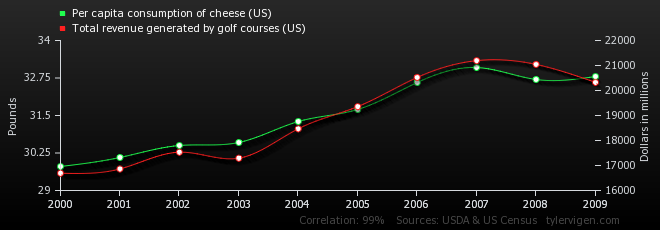 Per capita consumption of cheese (US)
Total revenue generated by golf courses (US)
34
32.75
31.5
30.25
29
Pounds
22000
21000
20000
19000
18000
17000
16000
Dollars in millions
2000 2001 2002 2003 2004 2005 2006 2007 2008 2009
Correlation: 99% Sources: USDA & US Census tylervigen.com